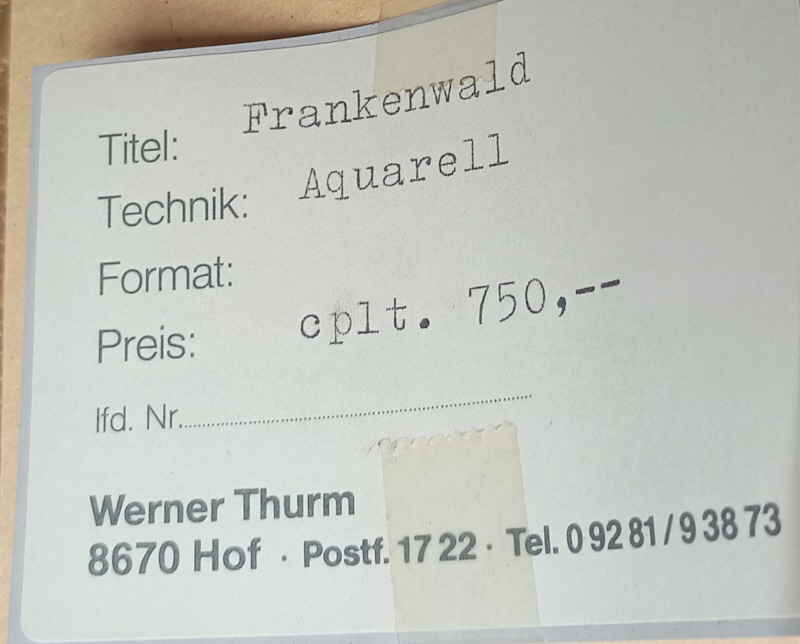 Titel: Frankenwald
Technik: Aquarell
Format:
Preis: cplt. 750,--
lfd. Nr.
Werner Thurm
8670 Hof · Postf. 17 22 · Tel. 0 92 81 / 9 38 73